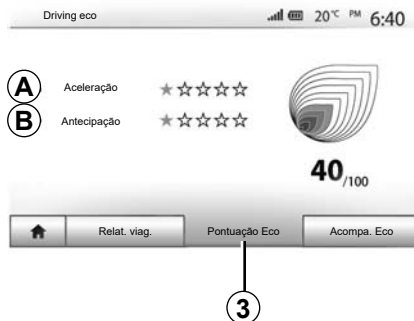 Driving eco 20°C PM 6:40
A Aceleração
B Antecipação
40/100
Relat. viag. Pontuação Eco Acompa. Eco
3